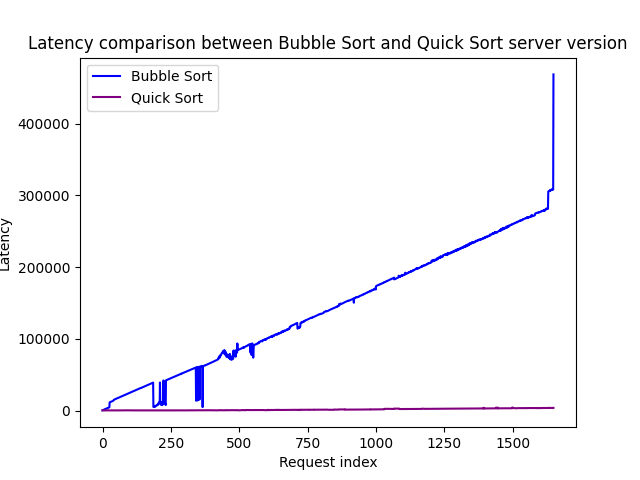 Latency comparison between Bubble Sort and Quick Sort server version
Bubble Sort
Quick Sort
400000
300000
200000
100000
0
Latency
0 250 500 750 1000 1250 1500
Request index